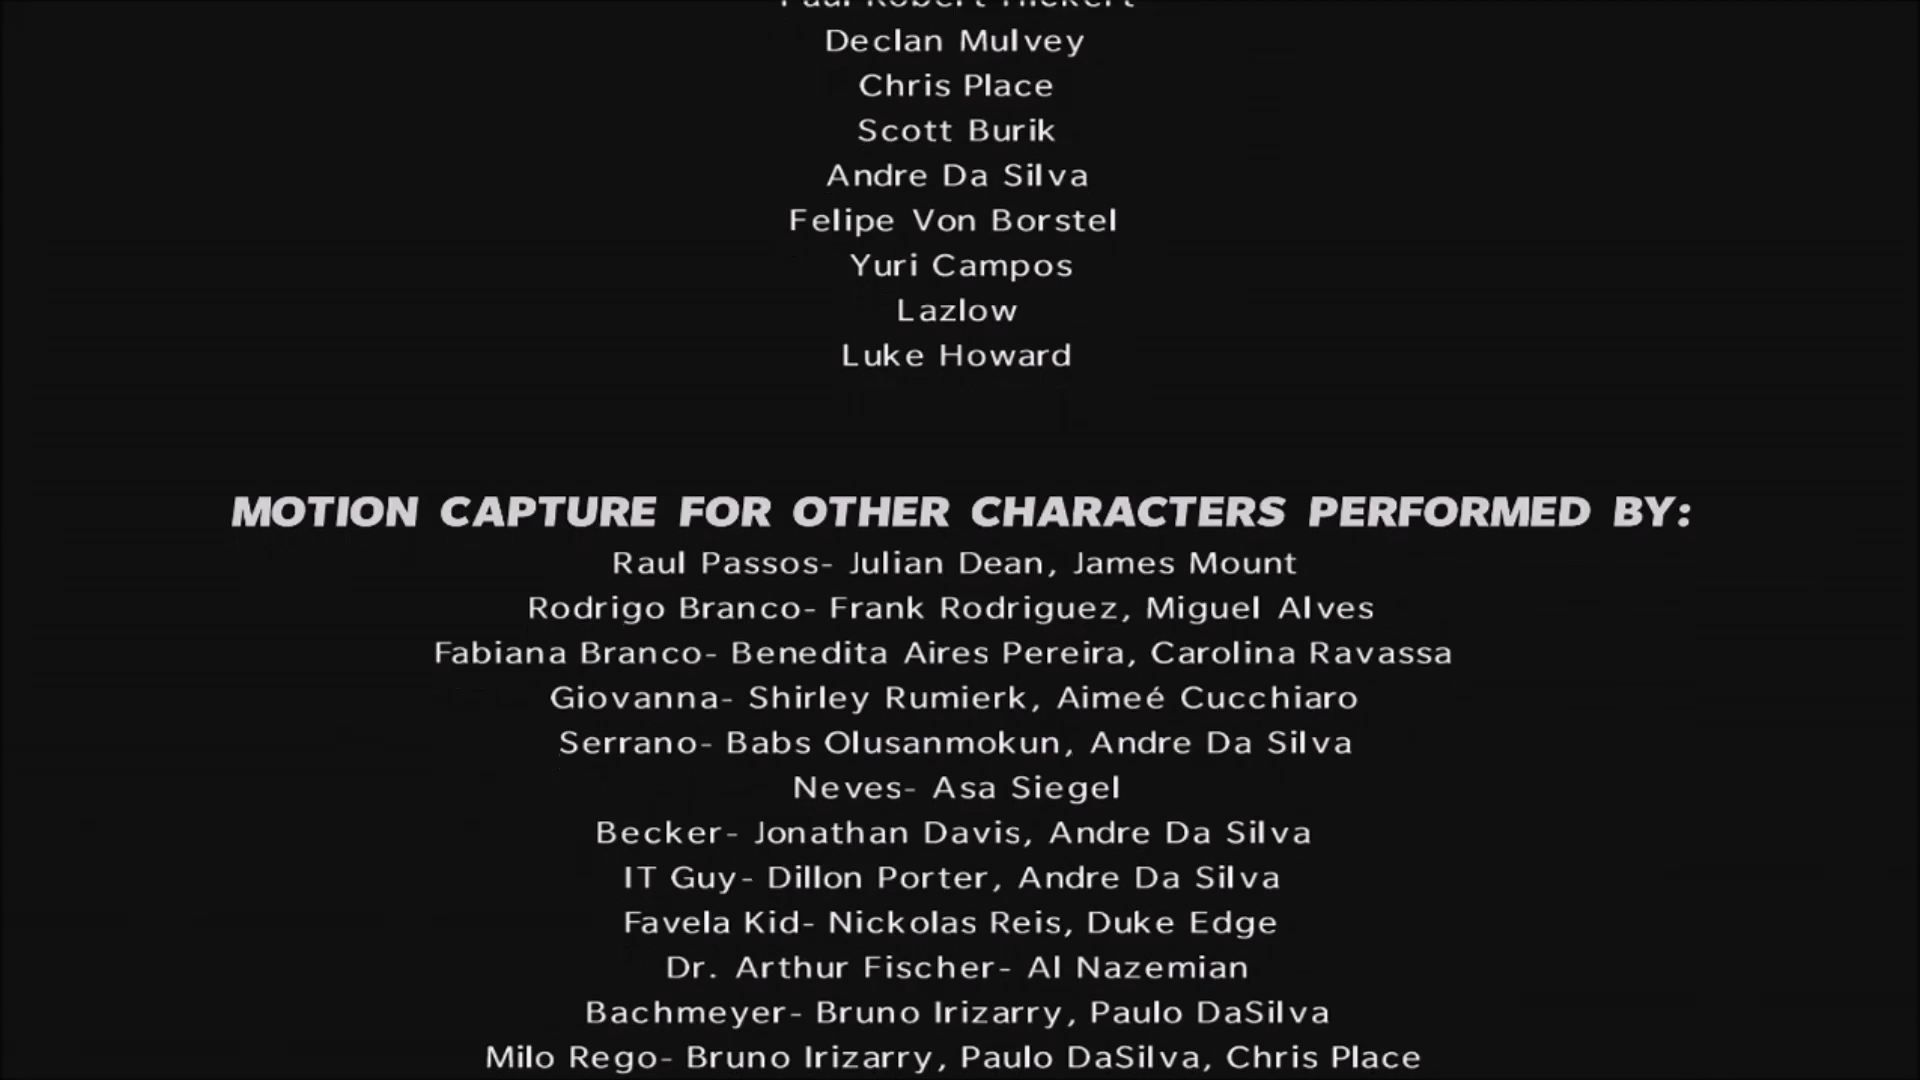 Declan Mulvey
Chris Place
Scott Burik
Andre Da Silva
Felipe Von Borstel
Yuri Campos
Lazlow
Luke Howard
MOTION CAPTURE FOR OTHER CHARACTERS PERFORMED BY:
Raul Passos- Julian Dean, James Mount
Rodrigo Branco- Frank Rodriguez, Miguel Alves
Fabiana Branco- Benedita Aires Pereira, Carolina Ravassa
Giovanna- Shirley Rumierk, Aimeé Cucchiaro
Serrano- Babs Olusanmokun, Andre Da Silva
Neves- Asa Siegel
Becker- Jonathan Davis, Andre Da Silva
IT Guy- Dillon Porter, Andre Da Silva
Favela Kid- Nickolas Reis, Duke Edge
Dr. Arthur Fischer- Al Nazemian
Bachmeyer- Bruno Irizarry, Paulo DaSilva
Milo Rego- Bruno Irizarry, Paulo DaSilva, Chris Place